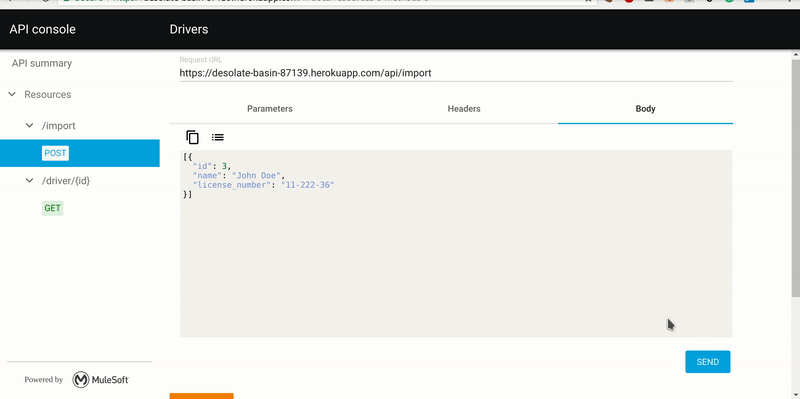 API console
Drivers
API summary
Resources
/import
POST
/driver/{id}
GET
Powered by MuleSoft
Request URL
https://desolate-basin-87139.herokuapp.com/api/import
Parameters
Headers
Body
[{
"id": 3,
"name": "John Doe",
"license_number": "11-222-36"
}]
SEND